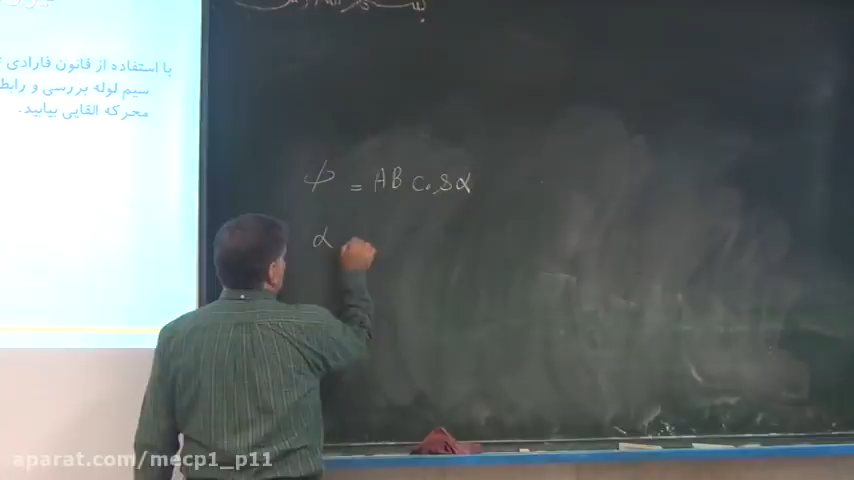 با استفاده از قانون فارادی
سیم لوله بررسی و رابط
محرکه القایی بیابید.
ϕ = AB Cosα
α
aparat.com/mecp1_p11